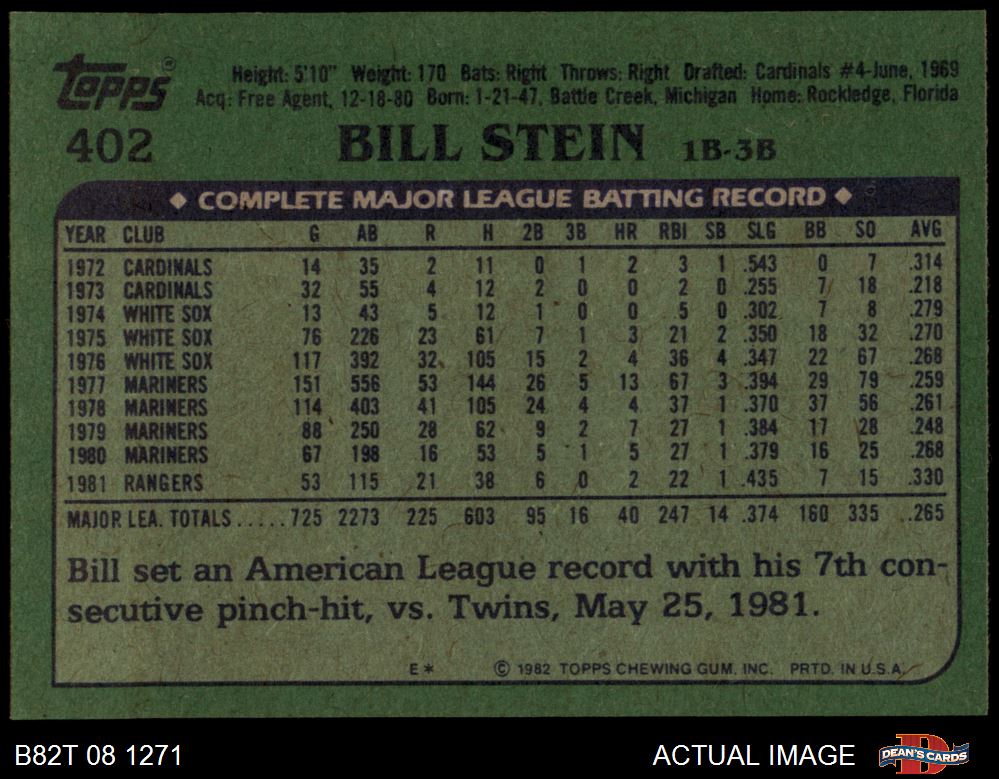 Topps®
Height: 5'10" Weight: 170 Bats: Right Throws: Right Drafted: Cardinals #4-June, 1969
Acq: Free Agent, 12-18-80 Born: 1-21-47, Battle Creek, Michigan Home: Rockledge, Florida
402 BILL STEIN 1B-3B
◆ COMPLETE MAJOR LEAGUE BATTING RECORD ◆
YEAR CLUB G AB R H 2B 3B HR RBI SB SLG BB SO AVG
1972 CARDINALS 14 35 2 11 0 1 2 3 1 .543 0 7 .314
1973 CARDINALS 32 55 4 12 2 0 0 2 0 .255 7 18 .218
1974 WHITE SOX 13 43 5 12 1 0 0 5 0 .302 7 8 .279
1975 WHITE SOX 76 226 23 61 7 1 3 21 2 .350 18 32 .270
1976 WHITE SOX 117 392 32 105 15 2 4 36 4 .347 22 67 .268
1977 MARINERS 151 556 53 144 26 5 13 67 3 .394 29 79 .259
1978 MARINERS 114 403 41 105 24 4 4 37 1 .370 37 56 .261
1979 MARINERS 88 250 28 62 9 2 7 27 1 .384 17 28 .248
1980 MARINERS 67 198 16 53 5 1 5 27 1 .379 16 25 .268
1981 RANGERS 53 115 21 38 6 0 2 22 1 .435 7 15 .330
MAJOR LEA. TOTALS.....725 2273 225 603 95 16 40 247 14 .374 160 335 ..265
Bill set an American League record with his 7th con-
secutive pinch-hit, vs. Twins, May 25, 1981.
E* © 1982 TOPPS CHEWING GUM. INC. PRTD. IN U.S.A.
B82T 08 1271 ACTUAL IMAGE DEAN'S CARDS